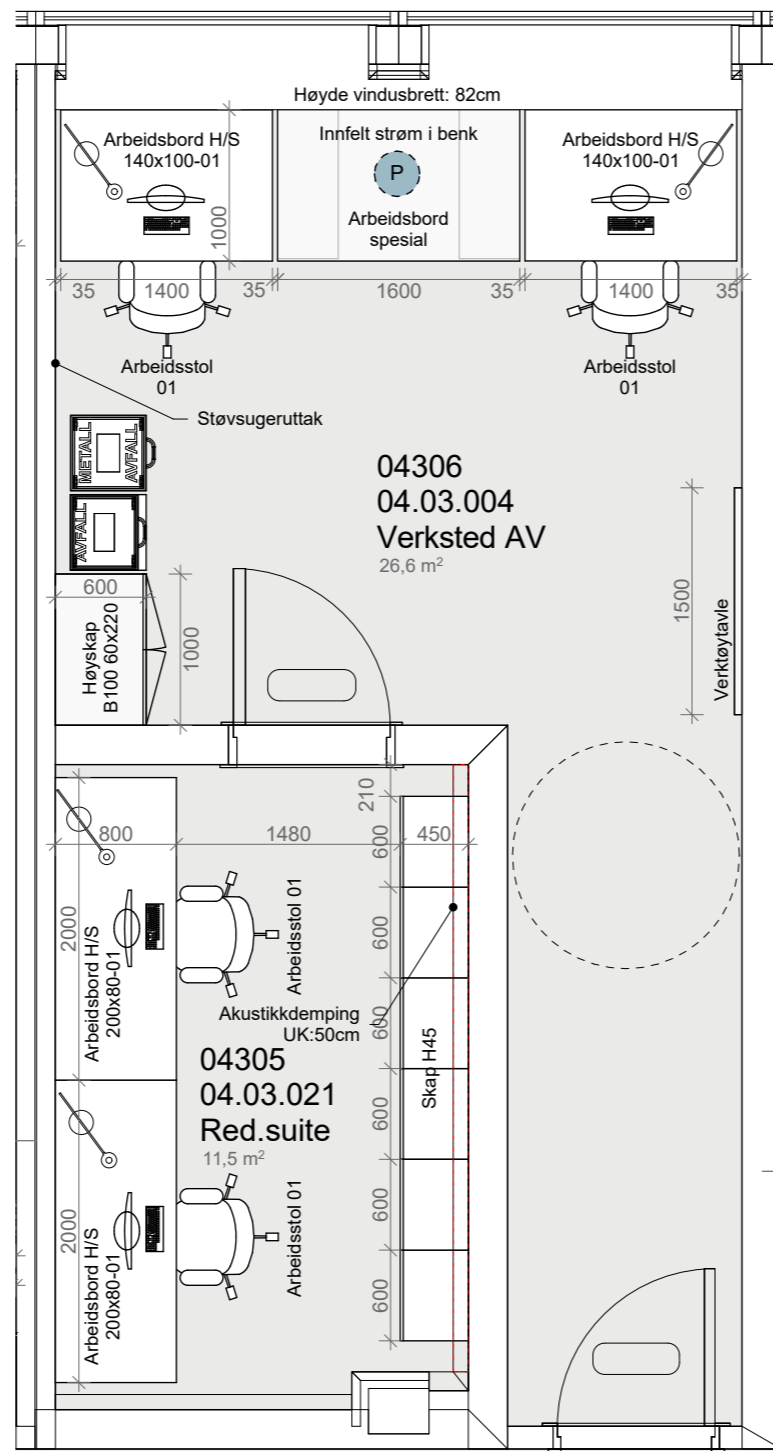 Høyde vindusbrett: 82cm
Arbeidsbord H/S
140x100-01
Innfelt strøm i benk
P
Arbeidsbord
spesial
Arbeidsbord H/S
140x100-01
1000
35
1400
35
1600
35
1400
35
Arbeidsstol
01
Arbeidsstol
01
Støvsugeruttak
METALL
AVFALL
AVFALL
04306
04.03.004
Verksted AV
26,6 m²
600
Høyskap
B100 60x220
1000
1500
Verktøytavle
210
800
1480
450
600
2000
Arbeidsbord H/S
200x80-01
Arbeidsstol 01
600
Akustikkdemping
UK:50cm
600
Skap H45
04305
04.03.021
Red.suite
11,5 m²
600
2000
Arbeidsbord H/S
200x80-01
Arbeidsstol 01
600
600